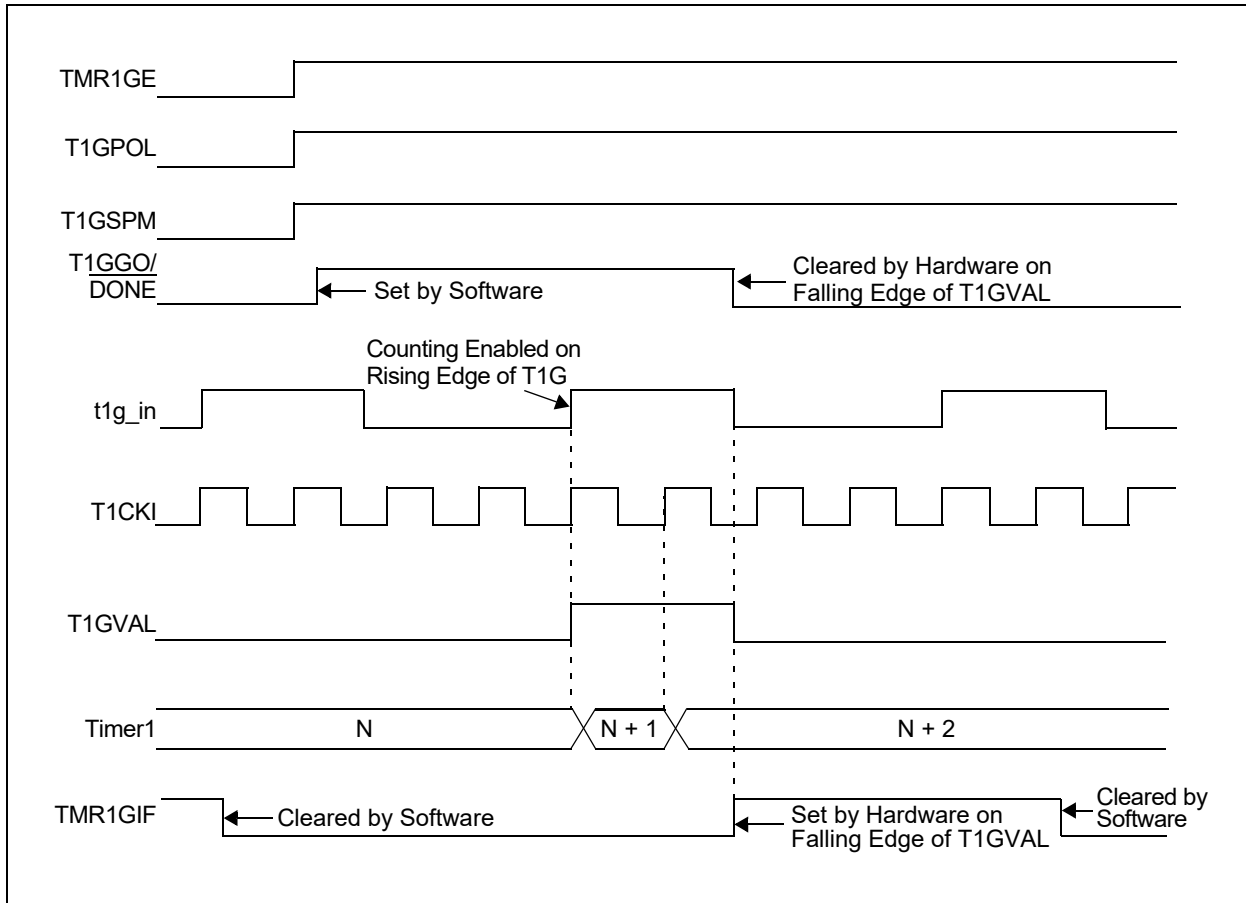 TMR1GE
T1GPOL
T1GSPM
T1GGO/
DONE
Set by Software
Cleared by Hardware on
Falling Edge of T1GVAL
Counting Enabled on
Rising Edge of T1G
t1g_in
T1CKI
T1GVAL
Timer1
N
N + 1
N + 2
TMR1GIF
Cleared by Software
Set by Hardware on
Falling Edge of T1GVAL
Cleared by
Software